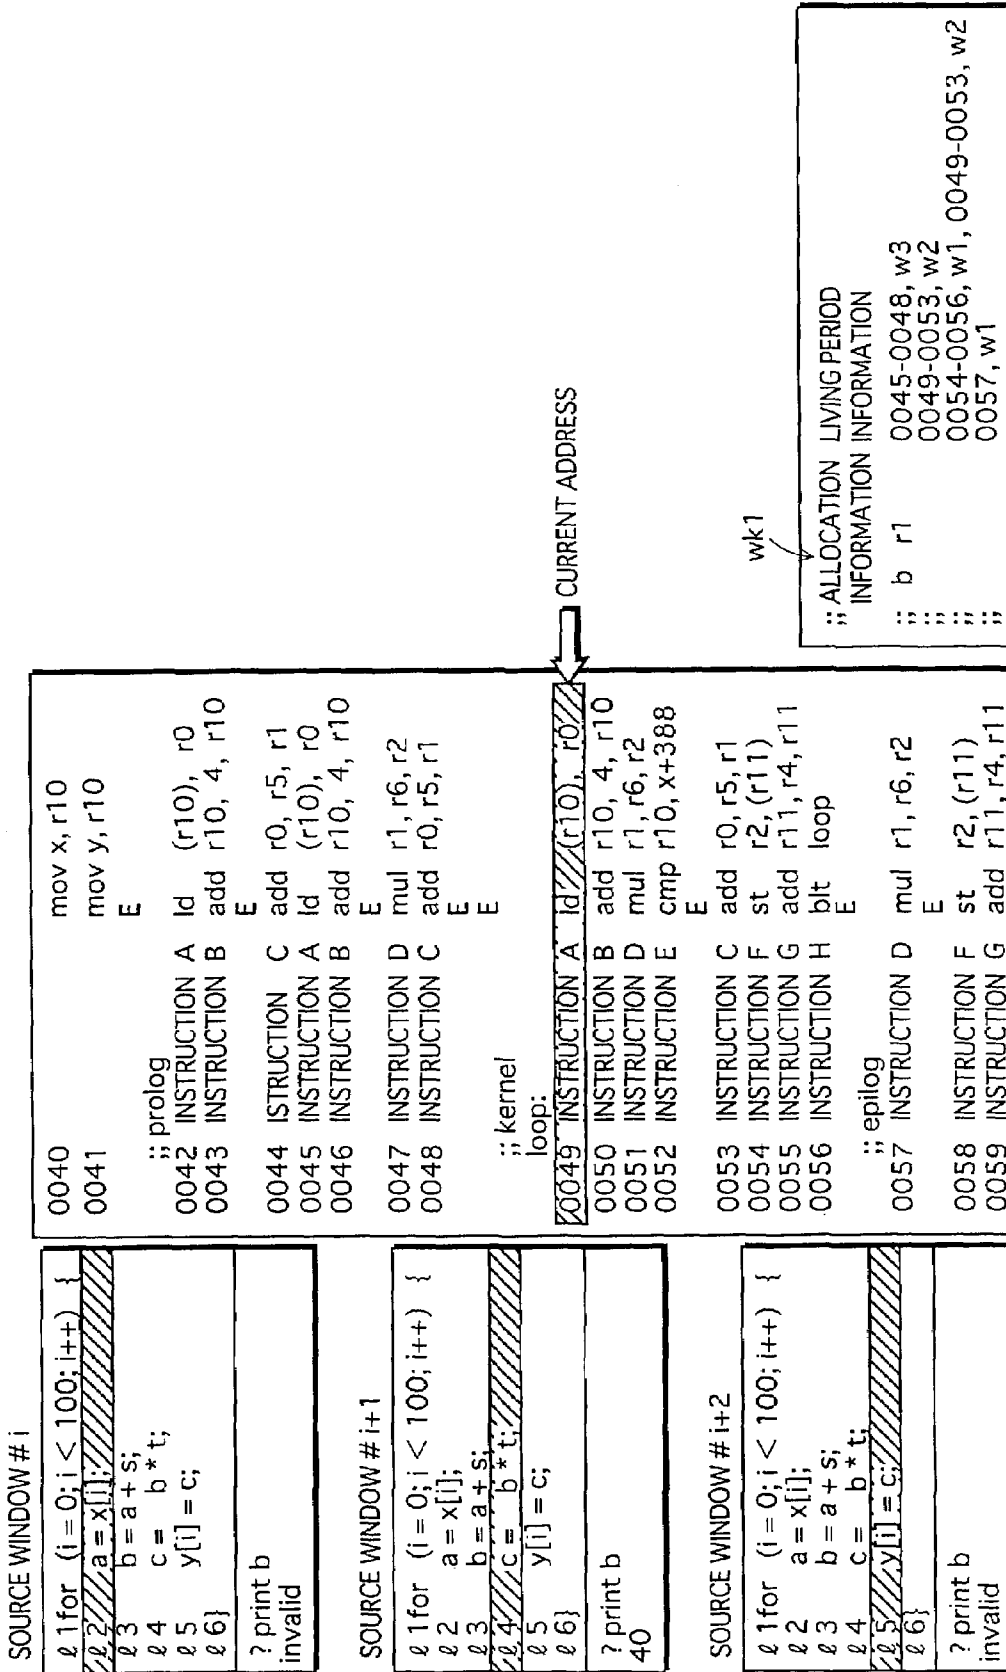 SOURCE WINDOW # i
ℓ 1 for (i = 0; i < 100; i++) {
ℓ 2 a = x[i];
ℓ 3 b = a + s;
ℓ 4 c = b * t;
ℓ 5 y[i] = c;
ℓ 6}
? print b
invalid
SOURCE WINDOW # i+1
ℓ 1 for (i = 0; i < 100; i++) {
ℓ 2 a = x[i];
ℓ 3 b = a + s;
ℓ 4 c = b * t;
ℓ 5 y[i] = c;
ℓ 6}
? print b
40
SOURCE WINDOW # i+2
ℓ 1 for (i = 0; i < 100; i++) {
ℓ 2 a = x[i];
ℓ 3 b = a + s;
ℓ 4 c = b * t;
ℓ 5 y[i] = c;
ℓ 6}
? print b
invalid
0040 mov x, r10
0041 mov y, r10
E
;; prolog
0042 INSTRUCTION A ld (r10), r0
0043 INSTRUCTION B add r10, 4, r10
E
0044 ISTRUCTION C add r0, r5, r1
0045 INSTRUCTION A ld (r10), r0
0046 INSTRUCTION B add r10, 4, r10
E
0047 INSTRUCTION D mul r1, r6, r2
0048 INSTRUCTION C add r0, r5, r1
E
E
;; kernel
loop:
0049 INSTRUCTION A ld (r10), r0
0050 INSTRUCTION B add r10, 4, r10
0051 INSTRUCTION D mul r1, r6, r2
0052 INSTRUCTION E cmp r10, x+388
E
0053 INSTRUCTION C add r0, r5, r1
0054 INSTRUCTION F st r2, (r11)
0055 INSTRUCTION G add r11, r4, r11
0056 INSTRUCTION H blt loop
E
;; epilog
0057 INSTRUCTION D mul r1, r6, r2
E
0058 INSTRUCTION F st r2, (r11)
0059 INSTRUCTION G add r11, r4, r11
CURRENT ADDRESS
wk1
;; ALLOCATION LIVING PERIOD
INFORMATION INFORMATION
;; b r1 0045-0048, w3
;; 0049-0053, w2
;; 0054-0056, w1, 0049-0053, w2
;; 0057, w1